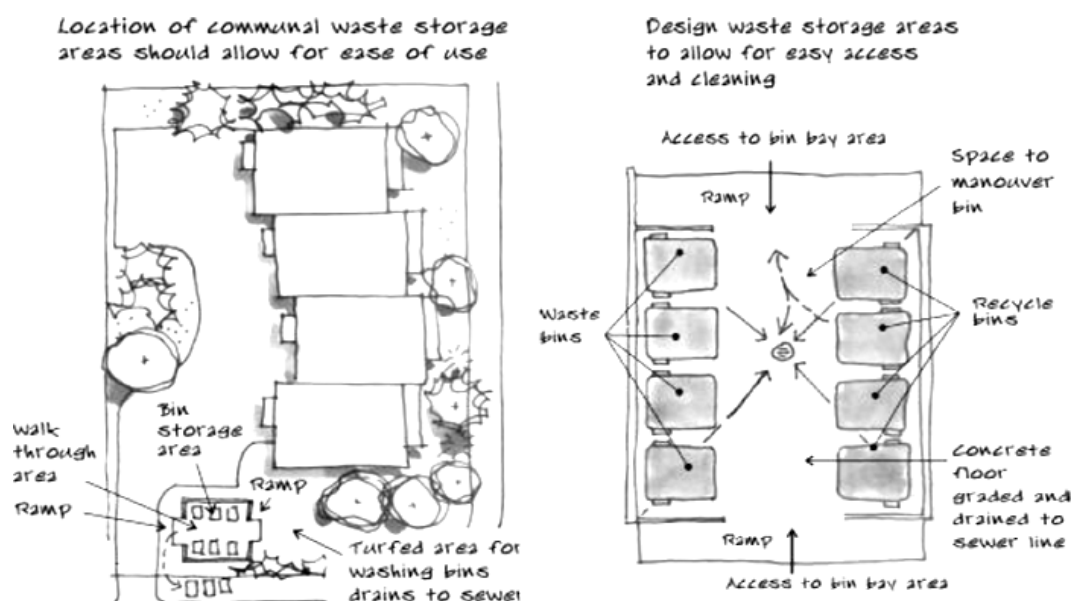 Location of communal waste storage
areas should allow for ease of use
Bin
storage
area
walk
through
area
Ramp
Ramp
Turfed area for
washing bins
drains to sewer
Design waste storage areas
to allow for easy access
and cleaning
Access to bin bay area
Ramp
Space to
manouver
bin
Waste
bins
Recycle
bins
Concrete
floor
graded and
drained to
sewer line
Ramp
Access to bin bay area